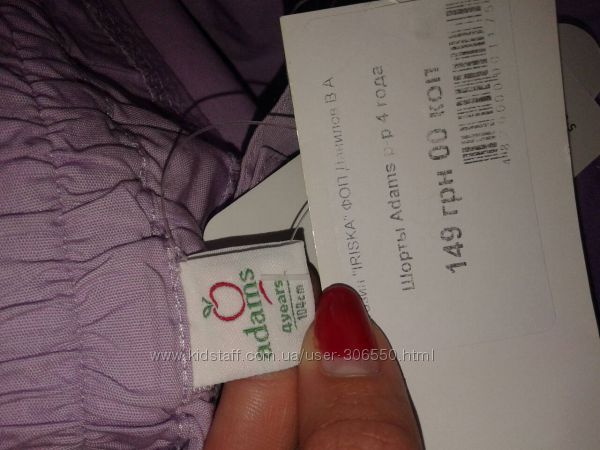 "IRISKA" ФОП Данилов В А
Шорты Adams р-р 4 года
149 грн 00 коп
adams
4years
104cm
www.kidstaff.com.ua/user-306550.html